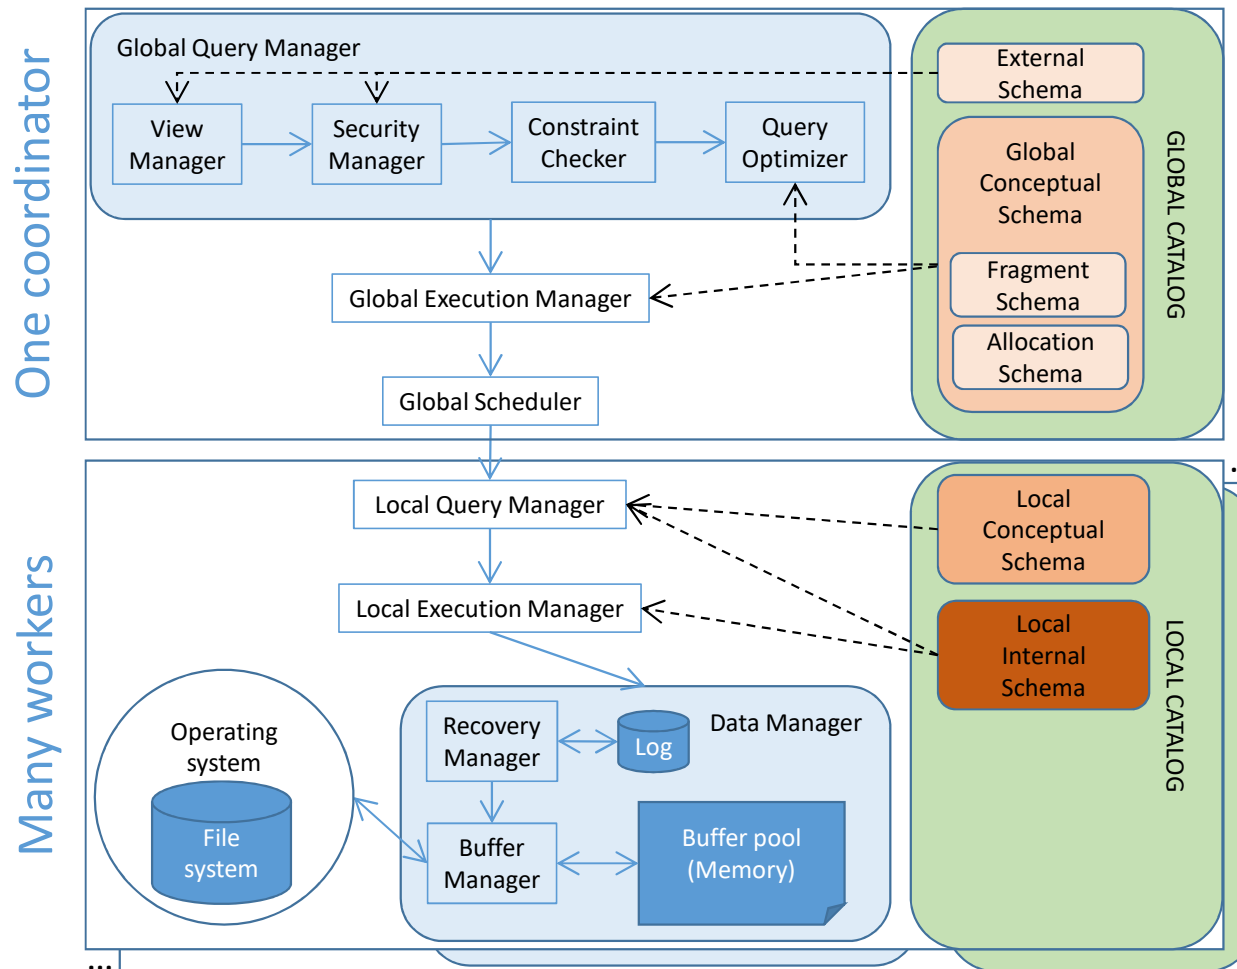 One coordinator
Global Query Manager
View
Manager
Security
Manager
Constraint
Checker
Query
Optimizer
Global Execution Manager
Global Scheduler
External
Schema
Global
Conceptual
Schema
Fragment
Schema
Allocation
Schema
GLOBAL CATALOG
Many workers
...
Local Query Manager
Local Execution Manager
Local
Conceptual
Schema
Local
Internal
Schema
LOCAL CATALOG
Operating
system
File
system
Data Manager
Recovery
Manager
Log
Buffer
Manager
Buffer pool
(Memory)
...